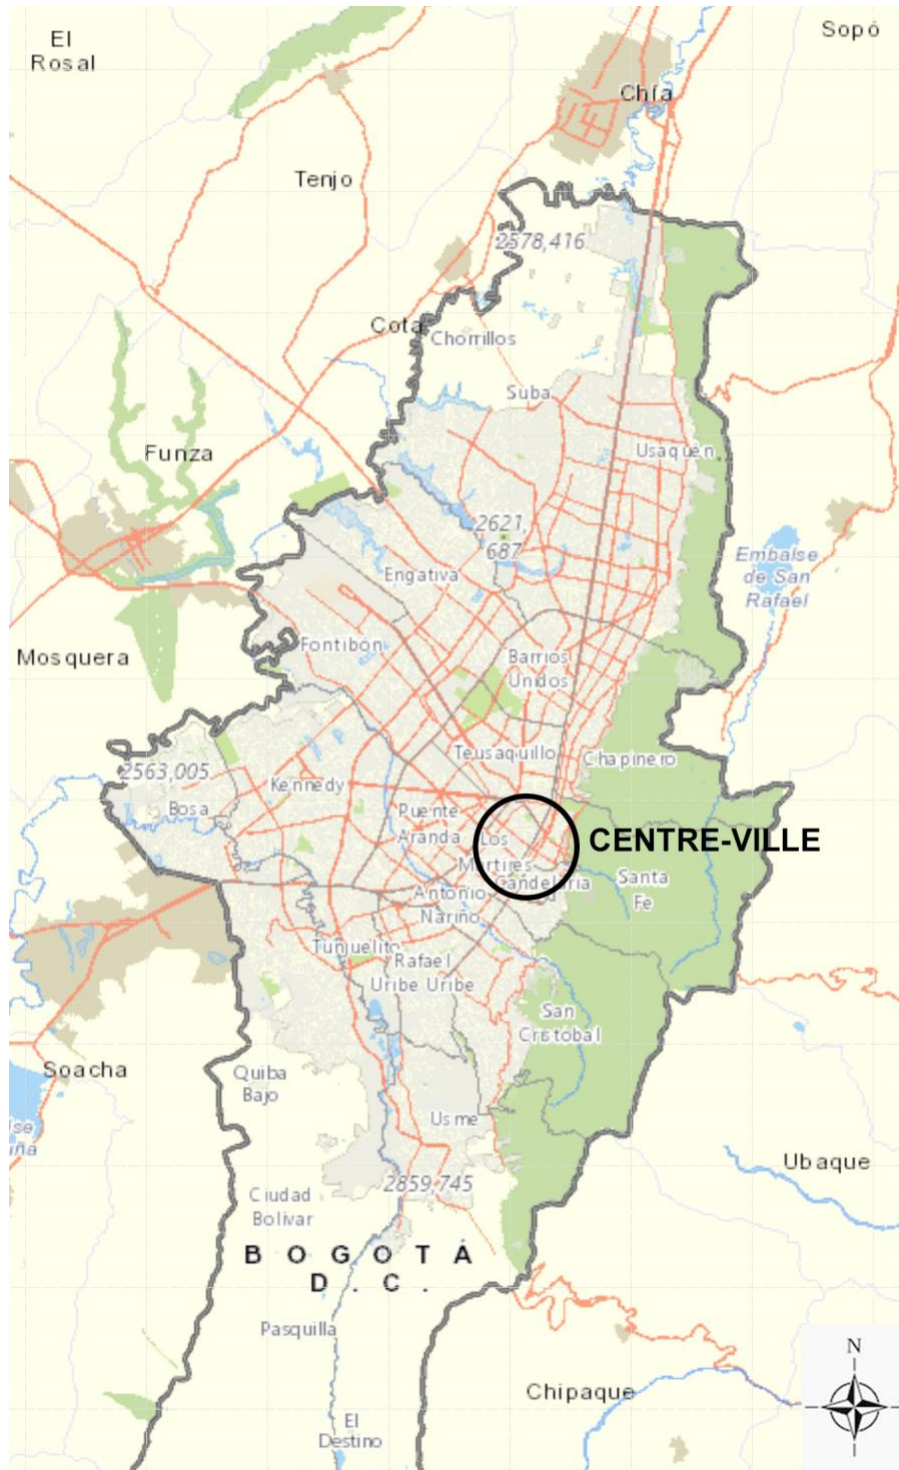 El
Rosal
Sopó
Chía
Tenjo
2578,416
Cota
Chorrillos
Suba
Funza
Usaquén
2621,
687
Engativa
Embalse
de San
Rafael
Fontibón
Mosquera
Barrios
Unidos
Teusaquillo
Chapinero
2563,005
Kennedy
Bosa
Puente
Aranda
Los
Martires
CENTRE-VILLE
Candelaria
Santa
Fe
Antonio
Nariño
Tunjuelito
Rafael
Uribe Uribe
San
Cristóbal
Soacha
Quiba
Bajo
Usme
Ubaque
2859,745
Ciudad
Bolivar
BOGOTÁ
D.C.
Pasquilla
N
Chipaque
El
Destino